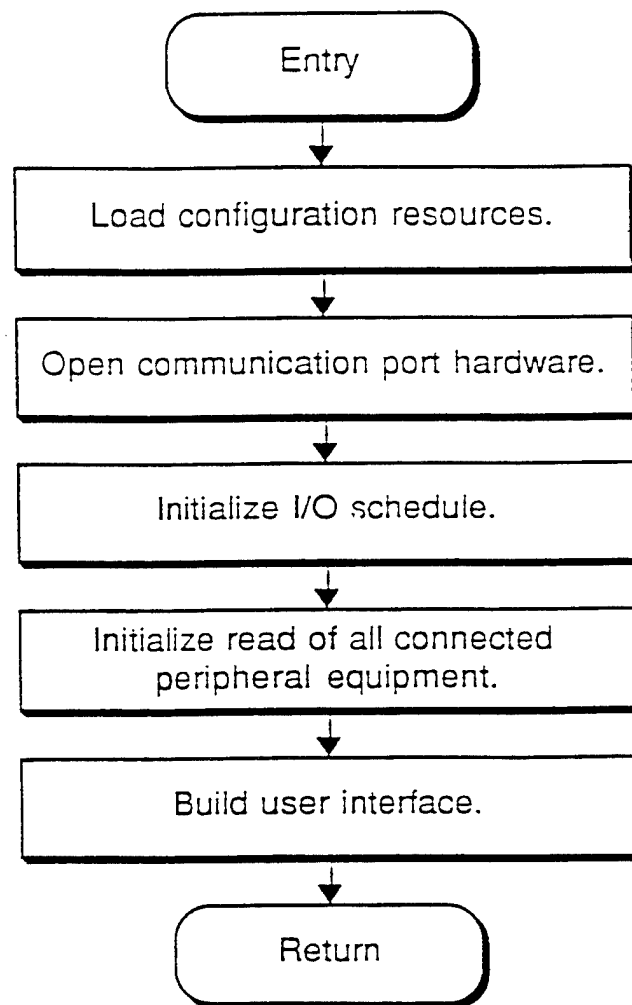 Entry
Load configuration resources.
Open communication port hardware.
Initialize I/O schedule.
Initialize read of all connected
peripheral equipment.
Build user interface.
Return